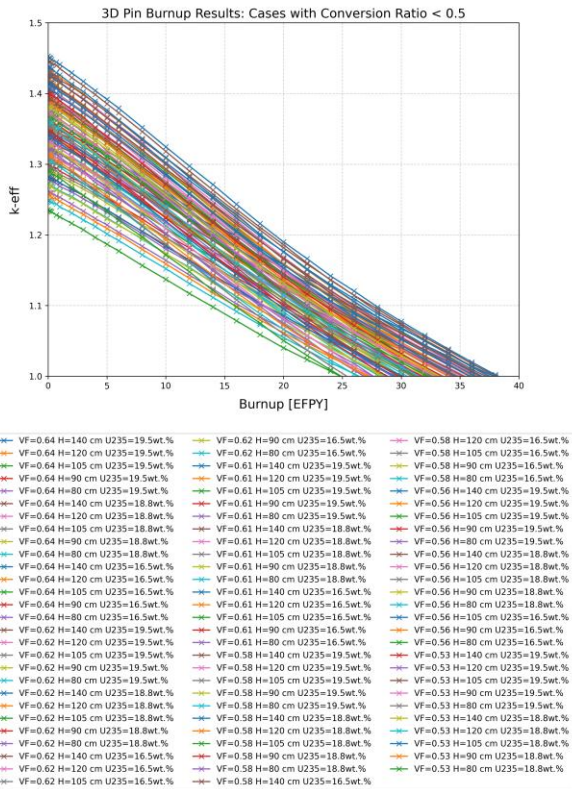 3D Pin Burnup Results: Cases with Conversion Ratio < 0.5
1.5
1.4
1.3
1.2
1.1
1.0
k-eff
0 5 10 15 20 25 30 35 40
Burnup [EFPY]
VF=0.64 H=140 cm U235=19.5wt.%
VF=0.64 H=120 cm U235=19.5wt.%
VF=0.64 H=105 cm U235=19.5wt.%
VF=0.64 H=90 cm U235=19.5wt.%
VF=0.64 H=80 cm U235=19.5wt.%
VF=0.64 H=140 cm U235=18.8wt.%
VF=0.64 H=120 cm U235=18.8wt.%
VF=0.64 H=105 cm U235=18.8wt.%
VF=0.64 H=90 cm U235=18.8wt.%
VF=0.64 H=80 cm U235=18.8wt.%
VF=0.64 H=140 cm U235=16.5wt.%
VF=0.64 H=120 cm U235=16.5wt.%
VF=0.64 H=105 cm U235=16.5wt.%
VF=0.64 H=90 cm U235=16.5wt.%
VF=0.64 H=80 cm U235=16.5wt.%
VF=0.62 H=140 cm U235=19.5wt.%
VF=0.62 H=120 cm U235=19.5wt.%
VF=0.62 H=105 cm U235=19.5wt.%
VF=0.62 H=90 cm U235=19.5wt.%
VF=0.62 H=80 cm U235=19.5wt.%
VF=0.62 H=140 cm U235=18.8wt.%
VF=0.62 H=120 cm U235=18.8wt.%
VF=0.62 H=105 cm U235=18.8wt.%
VF=0.62 H=90 cm U235=18.8wt.%
VF=0.62 H=80 cm U235=18.8wt.%
VF=0.62 H=140 cm U235=16.5wt.%
VF=0.62 H=120 cm U235=16.5wt.%
VF=0.62 H=105 cm U235=16.5wt.%
VF=0.62 H=90 cm U235=16.5wt.%
VF=0.62 H=80 cm U235=16.5wt.%
VF=0.61 H=140 cm U235=19.5wt.%
VF=0.61 H=120 cm U235=19.5wt.%
VF=0.61 H=105 cm U235=19.5wt.%
VF=0.61 H=90 cm U235=19.5wt.%
VF=0.61 H=80 cm U235=19.5wt.%
VF=0.61 H=140 cm U235=18.8wt.%
VF=0.61 H=120 cm U235=18.8wt.%
VF=0.61 H=105 cm U235=18.8wt.%
VF=0.61 H=90 cm U235=18.8wt.%
VF=0.61 H=80 cm U235=18.8wt.%
VF=0.61 H=140 cm U235=16.5wt.%
VF=0.61 H=120 cm U235=16.5wt.%
VF=0.61 H=105 cm U235=16.5wt.%
VF=0.61 H=90 cm U235=16.5wt.%
VF=0.61 H=80 cm U235=16.5wt.%
VF=0.58 H=140 cm U235=19.5wt.%
VF=0.58 H=120 cm U235=19.5wt.%
VF=0.58 H=105 cm U235=19.5wt.%
VF=0.58 H=90 cm U235=19.5wt.%
VF=0.58 H=80 cm U235=19.5wt.%
VF=0.58 H=140 cm U235=18.8wt.%
VF=0.58 H=120 cm U235=18.8wt.%
VF=0.58 H=105 cm U235=18.8wt.%
VF=0.58 H=90 cm U235=18.8wt.%
VF=0.58 H=80 cm U235=18.8wt.%
VF=0.58 H=140 cm U235=16.5wt.%
VF=0.58 H=120 cm U235=16.5wt.%
VF=0.58 H=105 cm U235=16.5wt.%
VF=0.58 H=90 cm U235=16.5wt.%
VF=0.58 H=80 cm U235=16.5wt.%
VF=0.56 H=140 cm U235=19.5wt.%
VF=0.56 H=120 cm U235=19.5wt.%
VF=0.56 H=105 cm U235=19.5wt.%
VF=0.56 H=90 cm U235=19.5wt.%
VF=0.56 H=80 cm U235=19.5wt.%
VF=0.56 H=140 cm U235=18.8wt.%
VF=0.56 H=120 cm U235=18.8wt.%
VF=0.56 H=105 cm U235=18.8wt.%
VF=0.56 H=90 cm U235=18.8wt.%
VF=0.56 H=80 cm U235=18.8wt.%
VF=0.56 H=105 cm U235=16.5wt.%
VF=0.56 H=90 cm U235=16.5wt.%
VF=0.56 H=80 cm U235=16.5wt.%
VF=0.53 H=140 cm U235=19.5wt.%
VF=0.53 H=120 cm U235=19.5wt.%
VF=0.53 H=105 cm U235=19.5wt.%
VF=0.53 H=90 cm U235=19.5wt.%
VF=0.53 H=80 cm U235=19.5wt.%
VF=0.53 H=140 cm U235=18.8wt.%
VF=0.53 H=120 cm U235=18.8wt.%
VF=0.53 H=105 cm U235=18.8wt.%
VF=0.53 H=90 cm U235=18.8wt.%
VF=0.53 H=80 cm U235=18.8wt.%